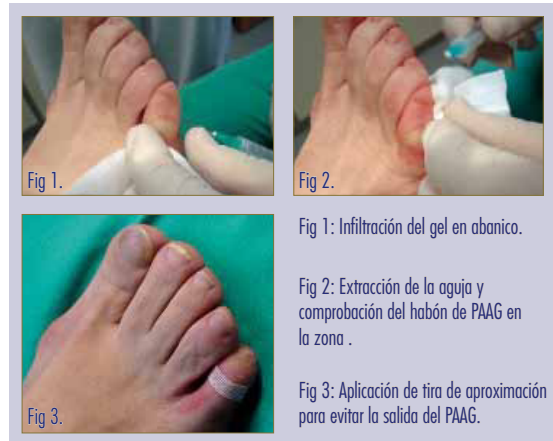 Fig 1.
Fig 2.
Fig 3.
Fig 1: Infiltración del gel en abanico.
Fig 2: Extracción de la aguja y
comprobación del habón de PAAG en
la zona .
Fig 3: Aplicación de tira de aproximación
para evitar la salida del PAAG.